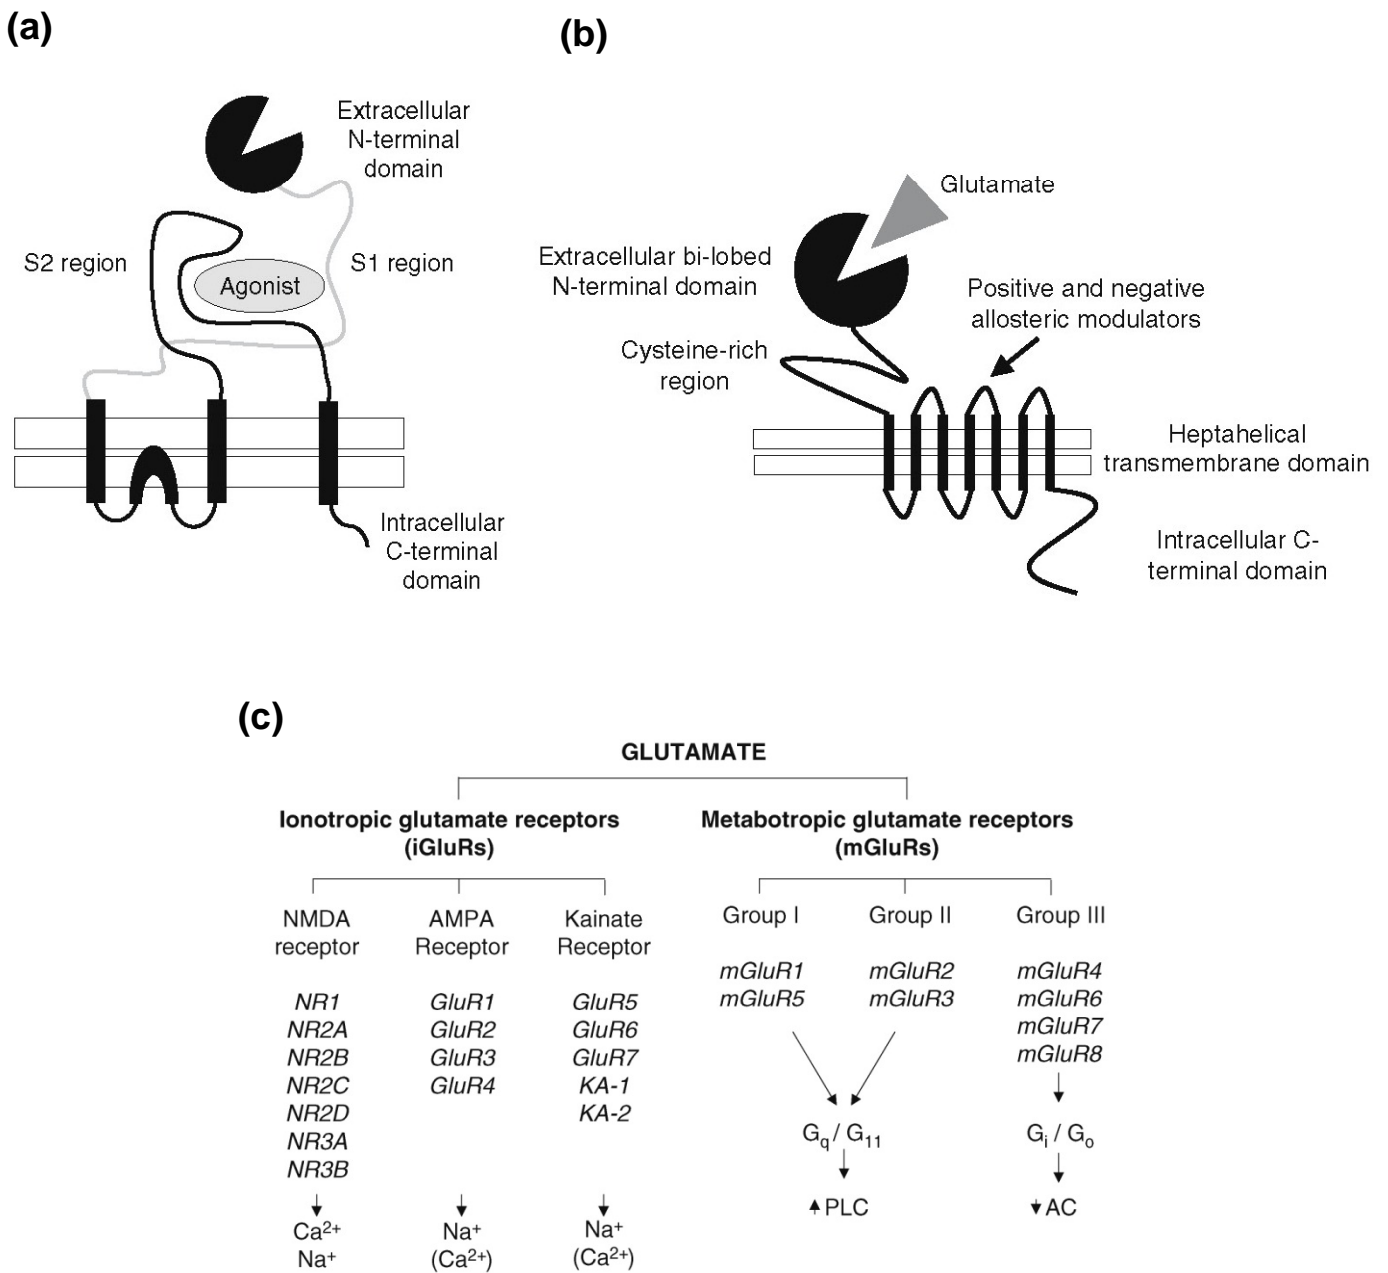 (a)
Extracellular
N-terminal
domain
S2 region
S1 region
Agonist
Intracellular
C-terminal
domain
(b)
Glutamate
Extracellular bi-lobed
N-terminal domain
Positive and negative
allosteric modulators
Cysteine-rich
region
Heptahelical
transmembrane domain
Intracellular C-
terminal domain
(c)
GLUTAMATE
Ionotropic glutamate receptors
(iGluRs)
Metabotropic glutamate receptors
(mGluRs)
NMDA
receptor
NR1
NR2A
NR2B
NR2C
NR2D
NR3A
NR3B
Ca2+
Na+
AMPA
Receptor
GluR1
GluR2
GluR3
GluR4
Na+
(Ca2+)
Kainate
Receptor
GluR5
GluR6
GluR7
KA-1
KA-2
Na+
(Ca2+)
Group I
mGluR1
mGluR5
Group II
mGluR2
mGluR3
Gq / G11
PLC
Group III
mGluR4
mGluR6
mGluR7
mGluR8
Gi / Go
AC